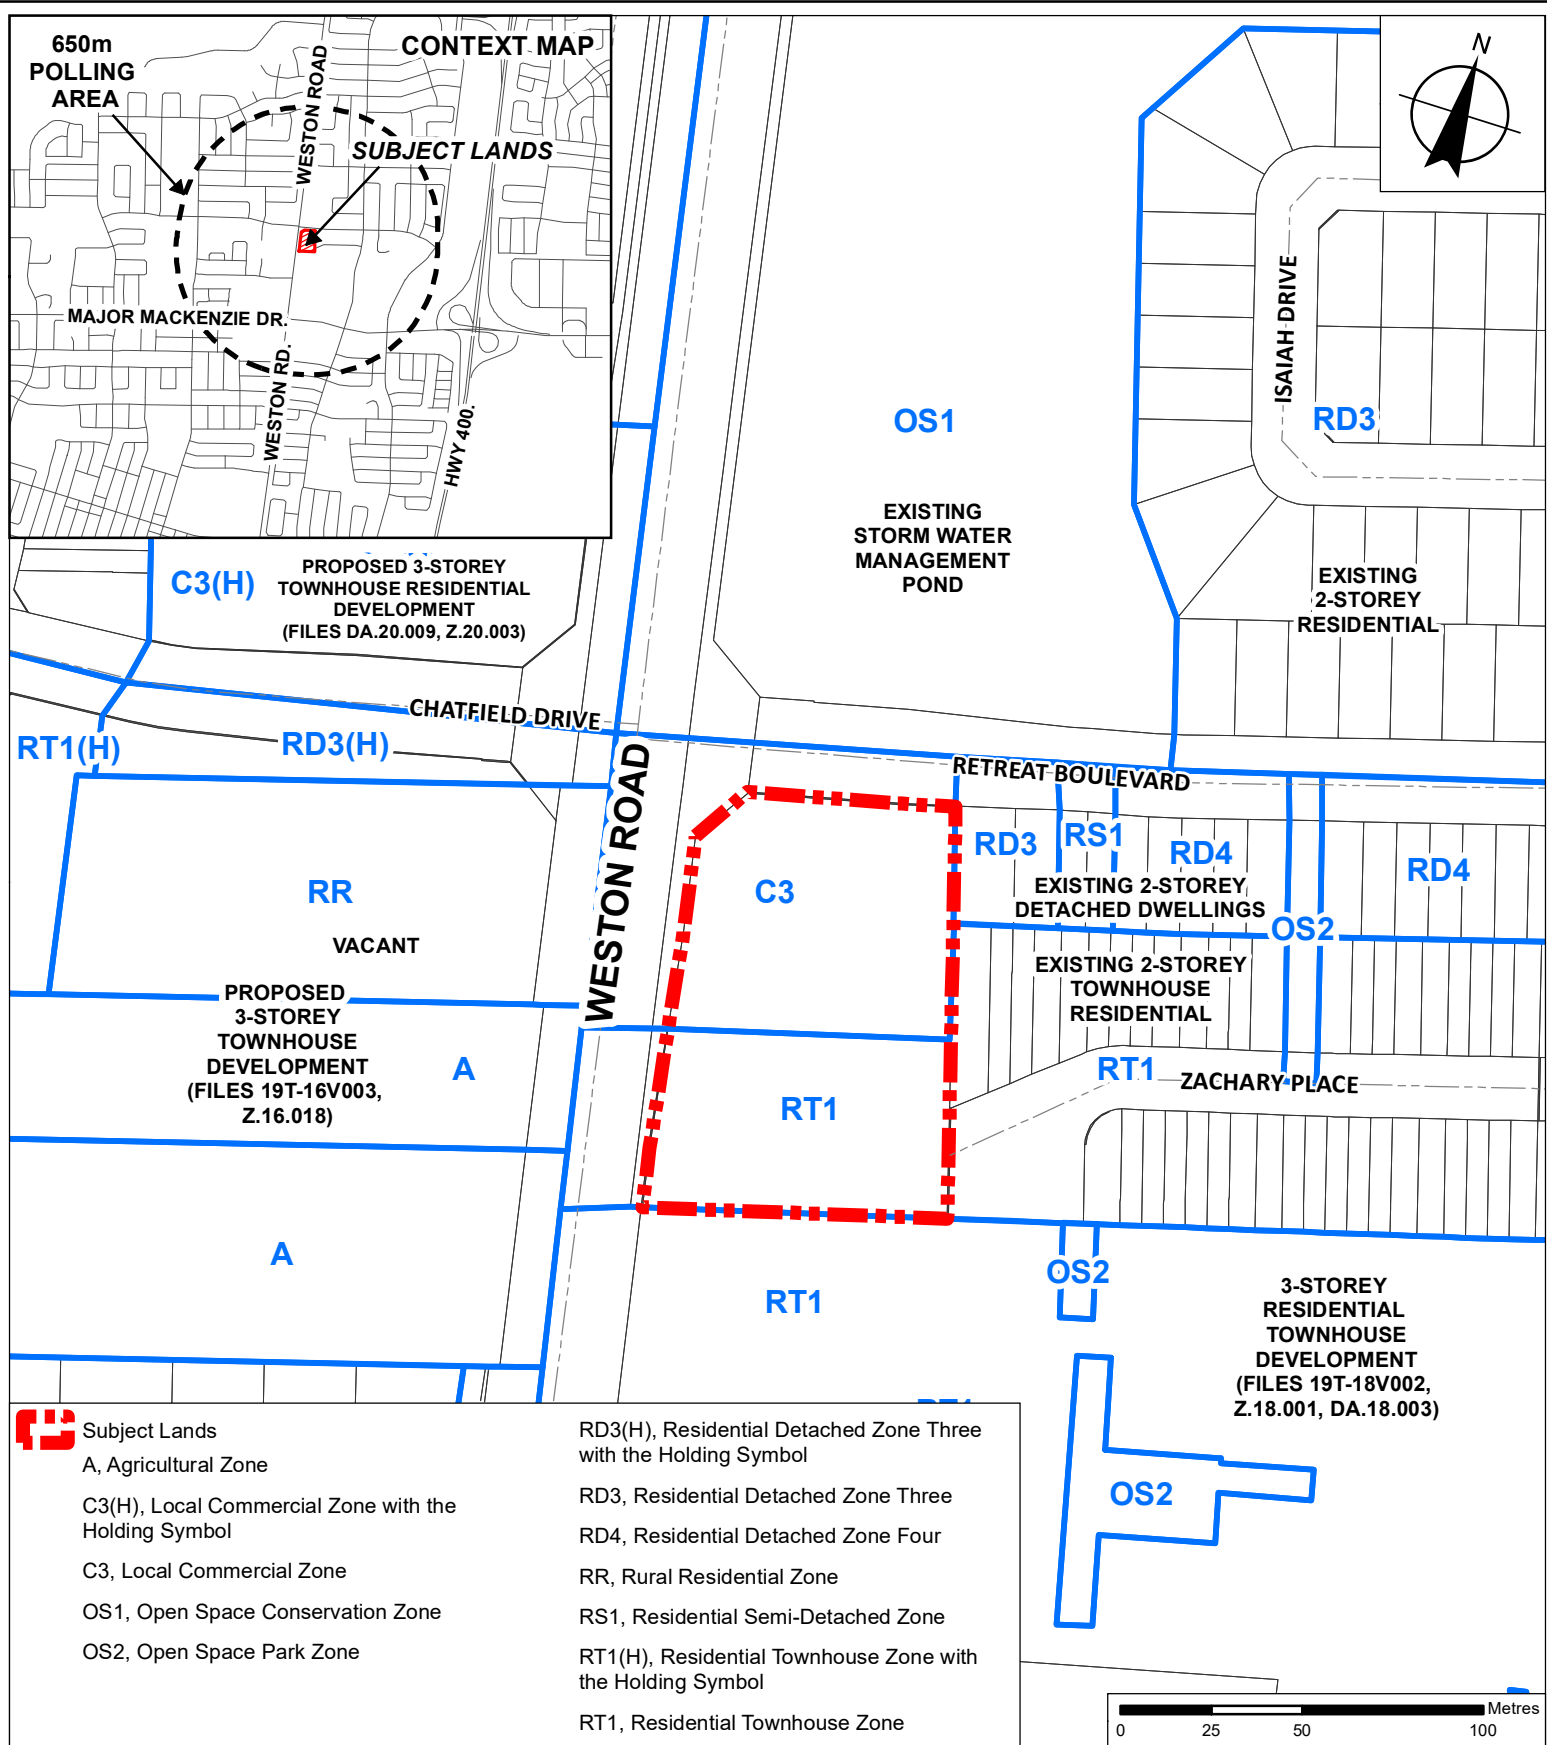 650m
POLLING
AREA
CONTEXT MAP
WESTON ROAD
SUBJECT LANDS
MAJOR MACKENZIE DR.
WESTON RD.
HWY 400.
N
ISAIAH DRIVE
RD3
OS1
EXISTING
STORM WATER
MANAGEMENT
POND
EXISTING
2-STOREY
RESIDENTIAL
C3(H)
PROPOSED 3-STOREY
TOWNHOUSE RESIDENTIAL
DEVELOPMENT
(FILES DA.20.009, Z.20.003)
CHATFIELD DRIVE
RT1(H)
RD3(H)
WESTON ROAD
RETREAT BOULEVARD
RD3
RS1
RD4
RD4
EXISTING 2-STOREY
DETACHED DWELLINGS
OS2
RR
VACANT
C3
EXISTING 2-STOREY
TOWNHOUSE
RESIDENTIAL
PROPOSED
3-STOREY
TOWNHOUSE
DEVELOPMENT
(FILES 19T-16V003,
Z.16.018)
A
RT1
RT1
ZACHARY PLACE
A
RT1
OS2
3-STOREY
RESIDENTIAL
TOWNHOUSE
DEVELOPMENT
(FILES 19T-18V002,
Z.18.001, DA.18.003)
OS2
Subject Lands
A, Agricultural Zone
C3(H), Local Commercial Zone with the
Holding Symbol
C3, Local Commercial Zone
OS1, Open Space Conservation Zone
OS2, Open Space Park Zone
RD3(H), Residential Detached Zone Three
with the Holding Symbol
RD3, Residential Detached Zone Three
RD4, Residential Detached Zone Four
RR, Rural Residential Zone
RS1, Residential Semi-Detached Zone
RT1(H), Residential Townhouse Zone with
the Holding Symbol
RT1, Residential Townhouse Zone
Metres
0 25 50 100